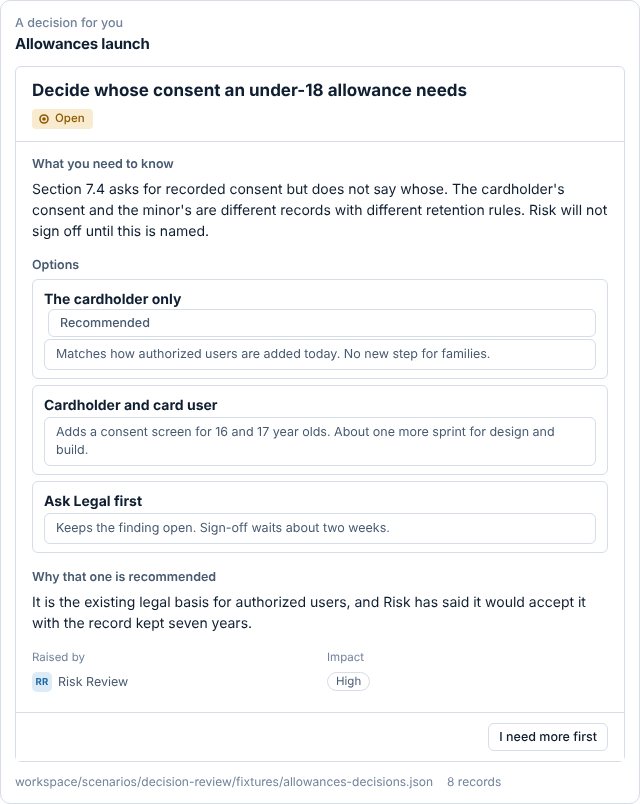 A decision for you
Allowances launch
Decide whose consent an under-18 allowance needs
Open
What you need to know
Section 7.4 asks for recorded consent but does not say whose. The cardholder's
consent and the minor's are different records with different retention rules. Risk will not
sign off until this is named.
Options
The cardholder only
Recommended
Matches how authorized users are added today. No new step for families.
Cardholder and card user
Adds a consent screen for 16 and 17 year olds. About one more sprint for design and
build.
Ask Legal first
Keeps the finding open. Sign-off waits about two weeks.
Why that one is recommended
It is the existing legal basis for authorized users, and Risk has said it would accept it
with the record kept seven years.
Raised by
Impact
RR Risk Review
High
I need more first
workspace/scenarios/decision-review/fixtures/allowances-decisions.json 8 records